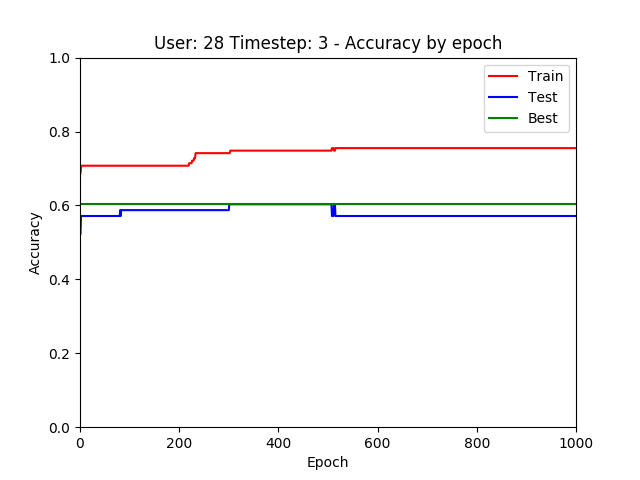 User: 28 Timestep: 3 - Accuracy by epoch
Train
Test
Best
1.0
0.8
0.6
0.4
0.2
0.0
Accuracy
0 200 400 600 800 1000
Epoch